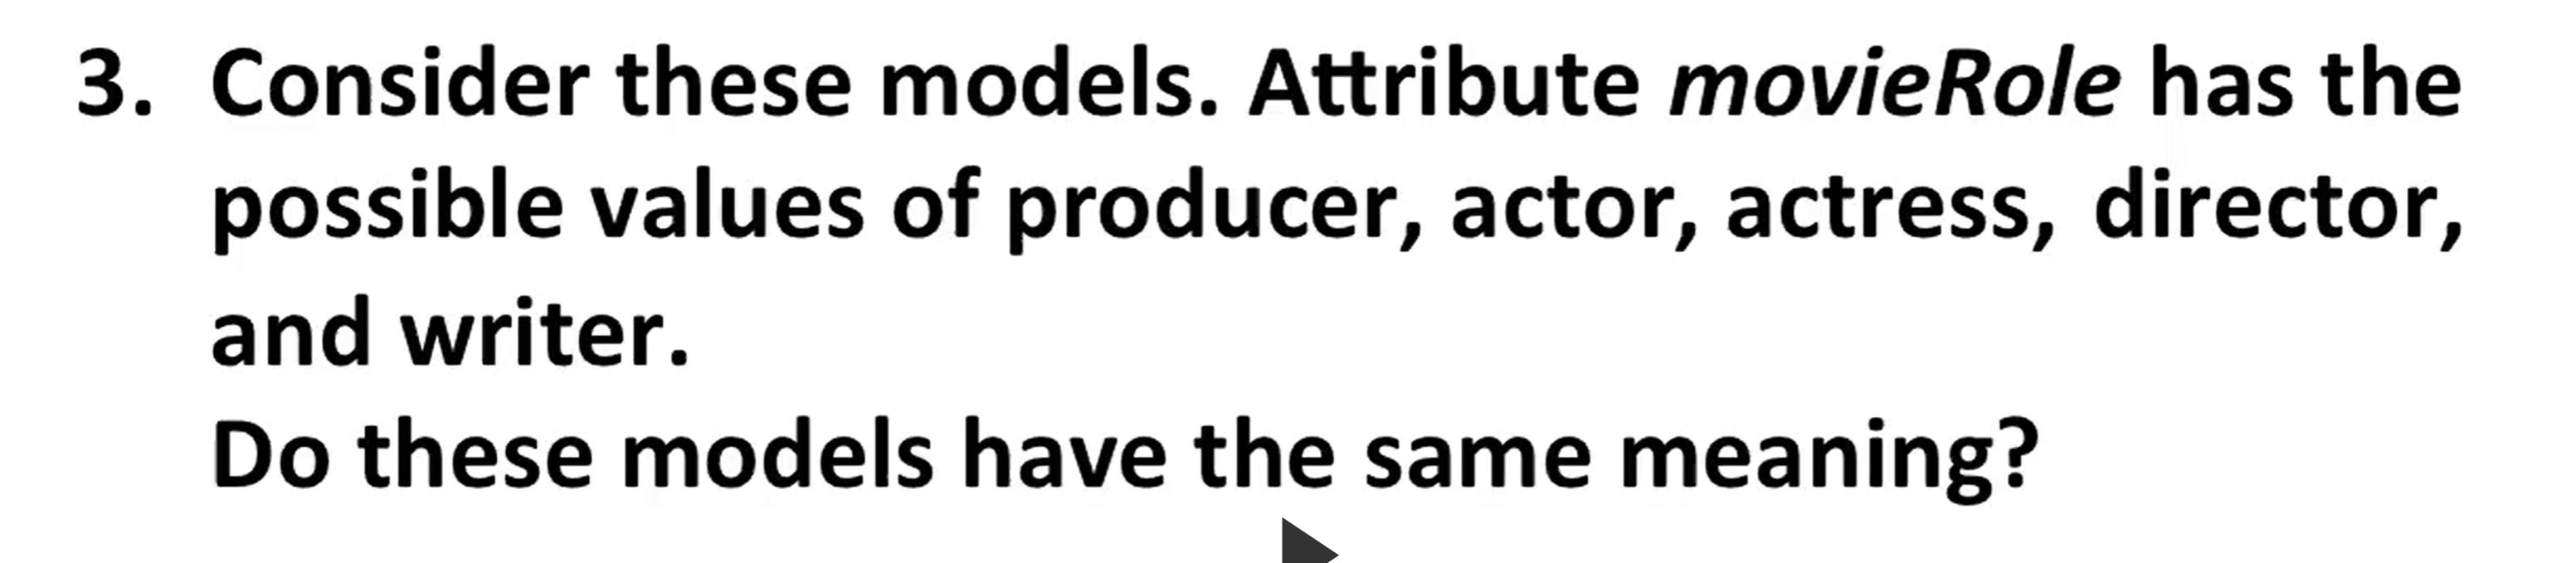 3. Consider these models. Attribute movieRole has the
possible values of producer, actor, actress, director,
and writer.
Do these models have the same meaning?